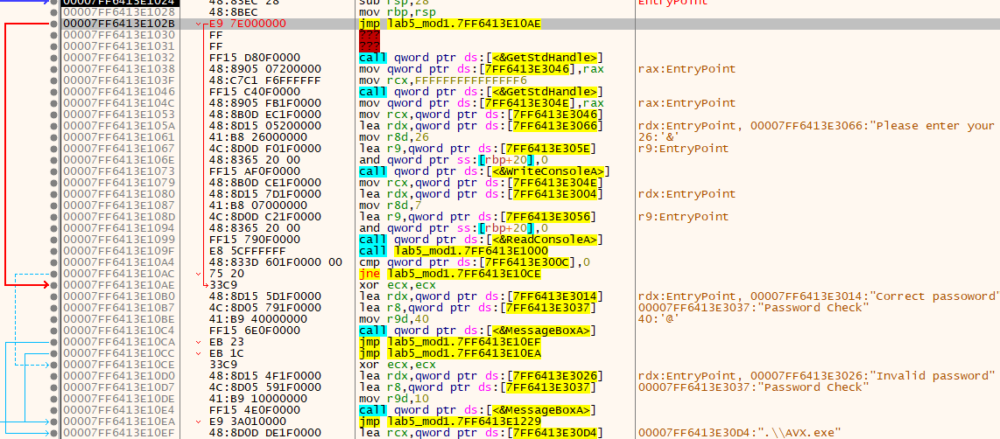 00007FF6413E1024 48:83EC 28 sub rsp,28 EntryPoint
00007FF6413E1028 48:8BEC mov rbp,rsp
00007FF6413E102B E9 7E000000 jmp lab5_mod1.7FF6413E10AE
00007FF6413E1030 FF ???
00007FF6413E1031 FF ???
00007FF6413E1032 FF15 D80F0000 call qword ptr ds:[<&GetStdHandle>]
00007FF6413E1038 48:8905 07200000 mov qword ptr ds:[7FF6413E3046],rax rax:EntryPoint
00007FF6413E103F 48:C7C1 F6FFFFFF mov rcx,FFFFFFFFFFFFFFF6
00007FF6413E1046 FF15 C40F0000 call qword ptr ds:[<&GetStdHandle>]
00007FF6413E104C 48:8905 FB1F0000 mov qword ptr ds:[7FF6413E304E],rax rax:EntryPoint
00007FF6413E1053 48:8B0D EC1F0000 mov rcx,qword ptr ds:[7FF6413E3046]
00007FF6413E105A 48:8D15 05200000 lea rdx,qword ptr ds:[7FF6413E3066] rdx:EntryPoint, 00007FF6413E3066:"Please enter your
00007FF6413E1061 41:B8 26000000 mov r8d,26 26:'&'
00007FF6413E1067 4C:8D0D F01F0000 lea r9,qword ptr ds:[7FF6413E305E] r9:EntryPoint
00007FF6413E106E 48:8365 20 00 and qword ptr ss:[rbp+20],0
00007FF6413E1073 FF15 AF0F0000 call qword ptr ds:[<&WriteConsoleA>]
00007FF6413E1079 48:8B0D CE1F0000 mov rcx,qword ptr ds:[7FF6413E304E]
00007FF6413E1080 48:8D15 7D1F0000 lea rdx,qword ptr ds:[7FF6413E3004] rdx:EntryPoint
00007FF6413E1087 41:B8 07000000 mov r8d,7
00007FF6413E108D 4C:8D0D C21F0000 lea r9,qword ptr ds:[7FF6413E3056] r9:EntryPoint
00007FF6413E1094 48:8365 20 00 and qword ptr ss:[rbp+20],0
00007FF6413E1099 FF15 790F0000 call qword ptr ds:[<&ReadConsoleA>]
00007FF6413E109F E8 5CFFFFFF call lab5_mod1.7FF6413E1000
00007FF6413E10A4 48:833D 601F0000 00 cmp qword ptr ds:[7FF6413E300C],0
00007FF6413E10AC 75 20 jne lab5_mod1.7FF6413E10CE
00007FF6413E10AE 33C9 xor ecx,ecx
00007FF6413E10B0 48:8D15 5D1F0000 lea rdx,qword ptr ds:[7FF6413E3014] rdx:EntryPoint, 00007FF6413E3014:"Correct passoword"
00007FF6413E10B7 4C:8D05 791F0000 lea r8,qword ptr ds:[7FF6413E3037] 00007FF6413E3037:"Password Check"
00007FF6413E10BE 41:B9 40000000 mov r9d,40 40:'@'
00007FF6413E10C4 FF15 6E0F0000 call qword ptr ds:[<&MessageBoxA>]
00007FF6413E10CA EB 23 jmp lab5_mod1.7FF6413E10EF
00007FF6413E10CC EB 1C jmp lab5_mod1.7FF6413E10EA
00007FF6413E10CE 33C9 xor ecx,ecx
00007FF6413E10D0 48:8D15 4F1F0000 lea rdx,qword ptr ds:[7FF6413E3026] rdx:EntryPoint, 00007FF6413E3026:"Invalid password"
00007FF6413E10D7 4C:8D05 591F0000 lea r8,qword ptr ds:[7FF6413E3037] 00007FF6413E3037:"Password Check"
00007FF6413E10DE 41:B9 10000000 mov r9d,10
00007FF6413E10E4 FF15 4E0F0000 call qword ptr ds:[<&MessageBoxA>]
00007FF6413E10EA E9 3A010000 jmp lab5_mod1.7FF6413E1229
00007FF6413E10EF 48:8D0D DE1F0000 lea rcx,qword ptr ds:[7FF6413E30D4] 00007FF6413E30D4:".\\AVX.exe"